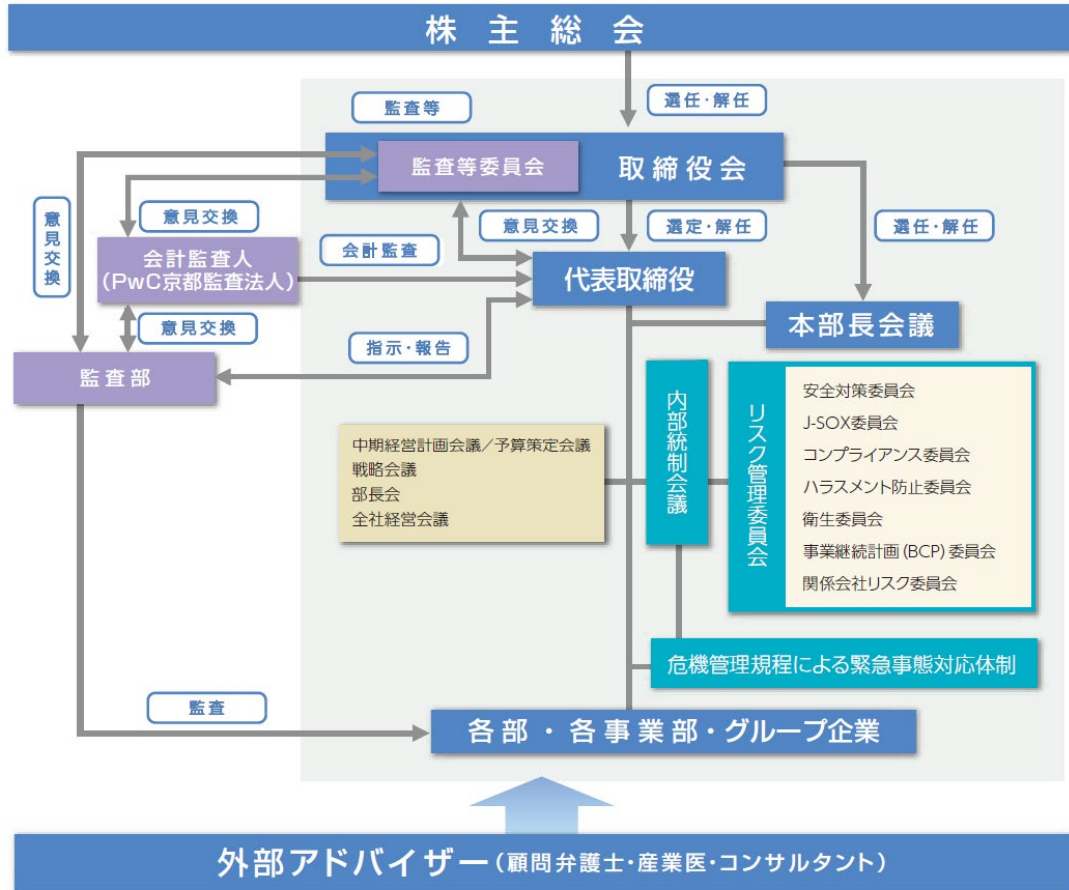 株主総会
選任・解任
監査等
監査等委員会
取締役会
意見交換
意見交換
意見交換
選定・解任
選任・解任
会計監査人
（PwC京都監査法人）
会計監査
代表取締役
本部長会議
意見交換
指示・報告
監査部
中期経営計画会議／予算策定会議
戦略会議
部長会
全社経営会議
内部統制会議
リスク管理委員会
安全対策委員会
J-SOX委員会
コンプライアンス委員会
ハラスメント防止委員会
衛生委員会
事業継続計画(BCP)委員会
関係会社リスク委員会
危機管理規程による緊急事態対応体制
監査
各部・各事業部・グループ企業
外部アドバイザー（顧問弁護士・産業医・コンサルタント）